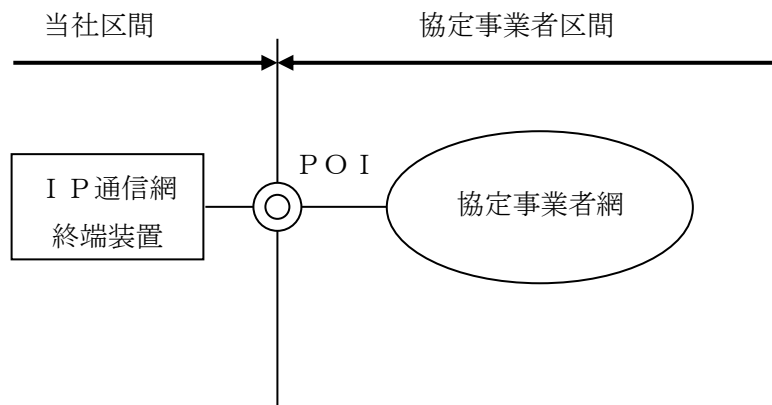 当社区間
協定事業者区間
POI
IP通信網
終端装置
協定事業者網